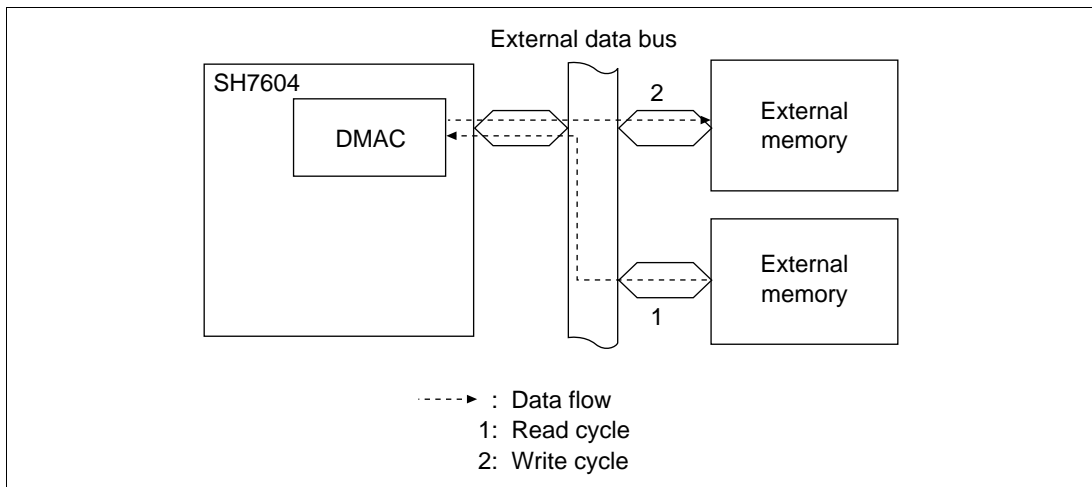 External data bus
SH7604
DMAC
2
External
memory
External
memory
1
: Data flow
1: Read cycle
2: Write cycle